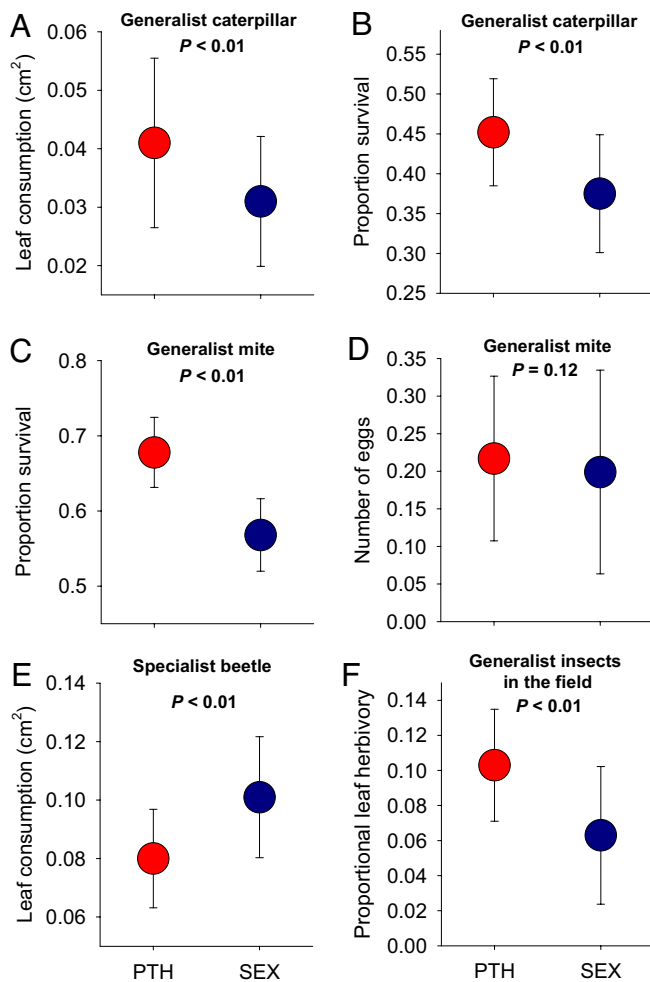 A
Generalist caterpillar
P < 0.01
Leaf consumption (cm²)
0.06
0.05
0.04
0.03
0.02
B
Generalist caterpillar
P < 0.01
Proportion survival
0.55
0.50
0.45
0.40
0.35
0.30
0.25
C
Generalist mite
P < 0.01
Proportion survival
0.8
0.7
0.6
0.5
D
Generalist mite
P = 0.12
Number of eggs
0.35
0.30
0.25
0.20
0.15
0.10
0.05
0.00
E
Specialist beetle
P < 0.01
Leaf consumption (cm²)
0.14
0.12
0.10
0.08
0.06
PTH
SEX
F
Generalist insects
in the field
P < 0.01
Proportional leaf herbivory
0.14
0.12
0.10
0.08
0.06
0.04
0.02
0.00
PTH
SEX